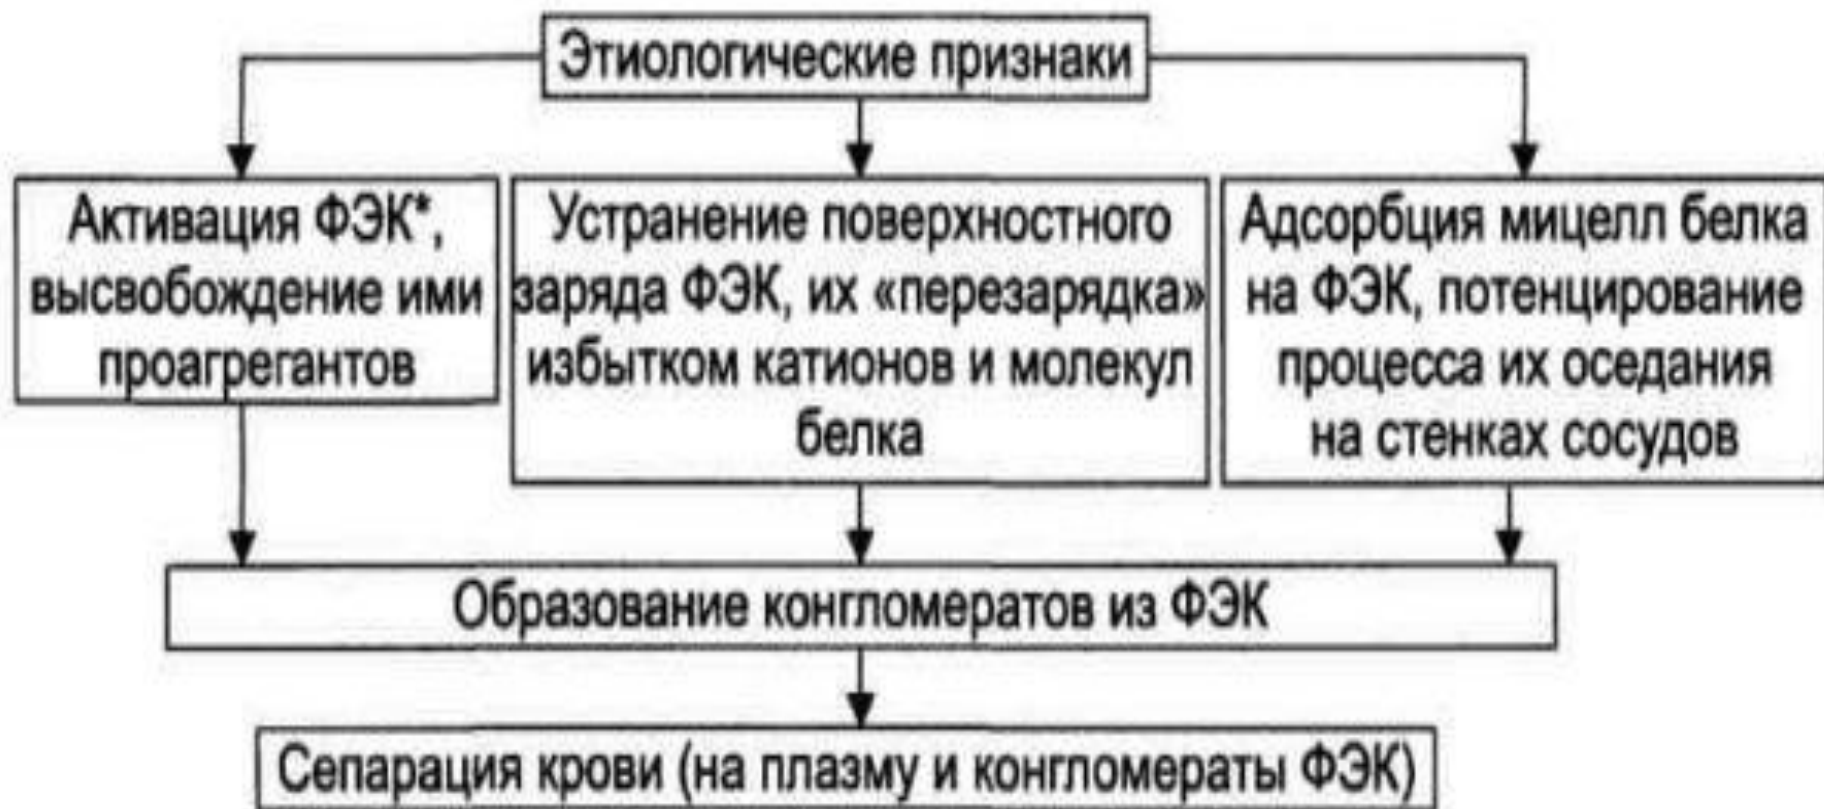 Этиологические признаки
Активация ФЭК*,
высвобождение ими
проагрегантов
Устранение поверхностного
заряда ФЭК, их «перезарядка»
избытком катионов и молекул
белка
Адсорбция мицелл белка
на ФЭК, потенцирование
процесса их оседания
на стенках сосудов
Образование конгломератов из ФЭК
Сепарация крови (на плазму и конгломераты ФЭК)